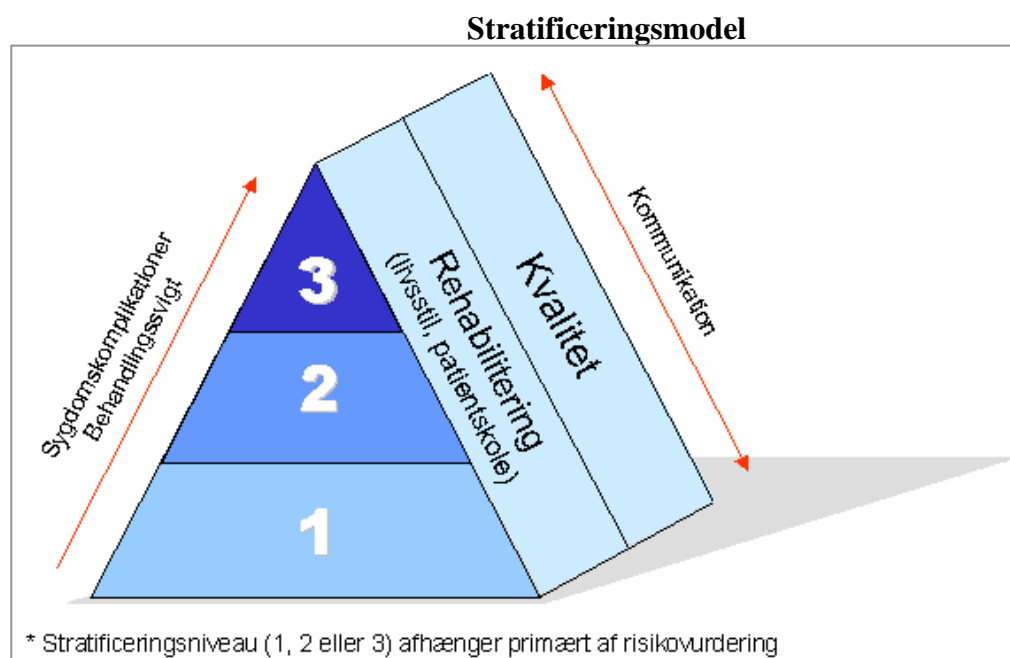 Stratificeringsmodel
Sygdomskomplikationer
Behandlingssvigt
3
2
1
Rehabilitering
(livsstil, patientskole)
Kvalitet
Kommunikation
* Stratificeringsniveau (1, 2 eller 3) afhænger primært af risikovurdering